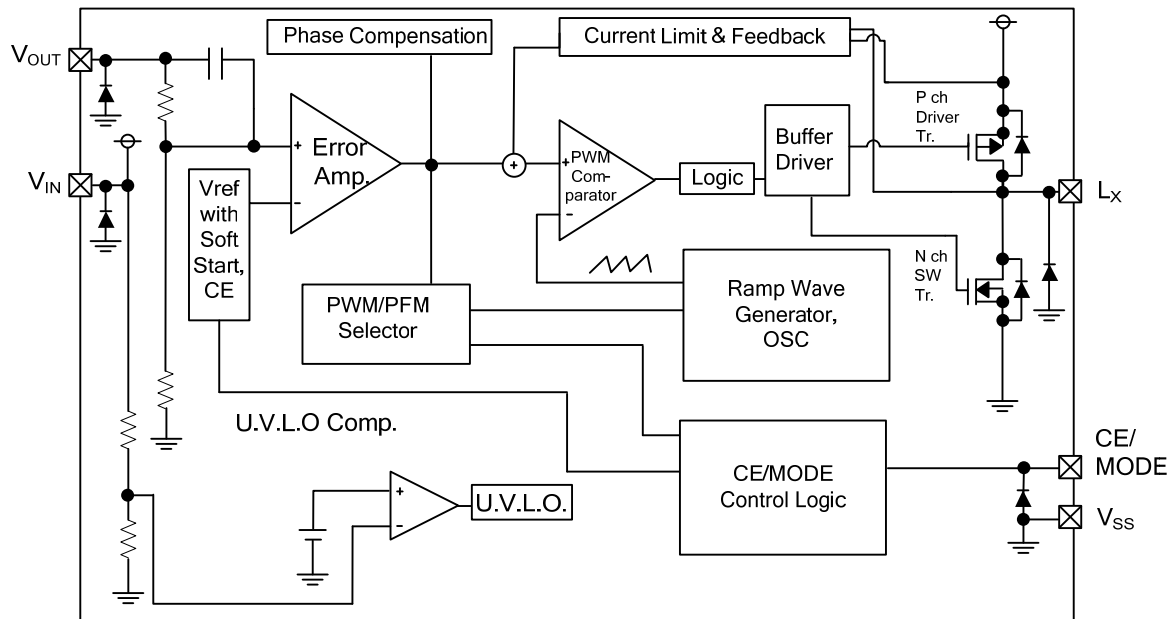 Phase Compensation
Current Limit & Feedback
VOUT
P ch
Driver
Tr.
Buffer
Driver
+
Error
Amp.
-
+
+
PWM
Com-
parator
-
Logic
VIN
Vref
with
Soft
Start,
CE
LX
N ch
SW
Tr.
PWM/PFM
Selector
Ramp Wave
Generator,
OSC
U.V.L.O Comp.
CE/
MODE
CE/MODE
Control Logic
+
-
U.V.L.O.
VSS